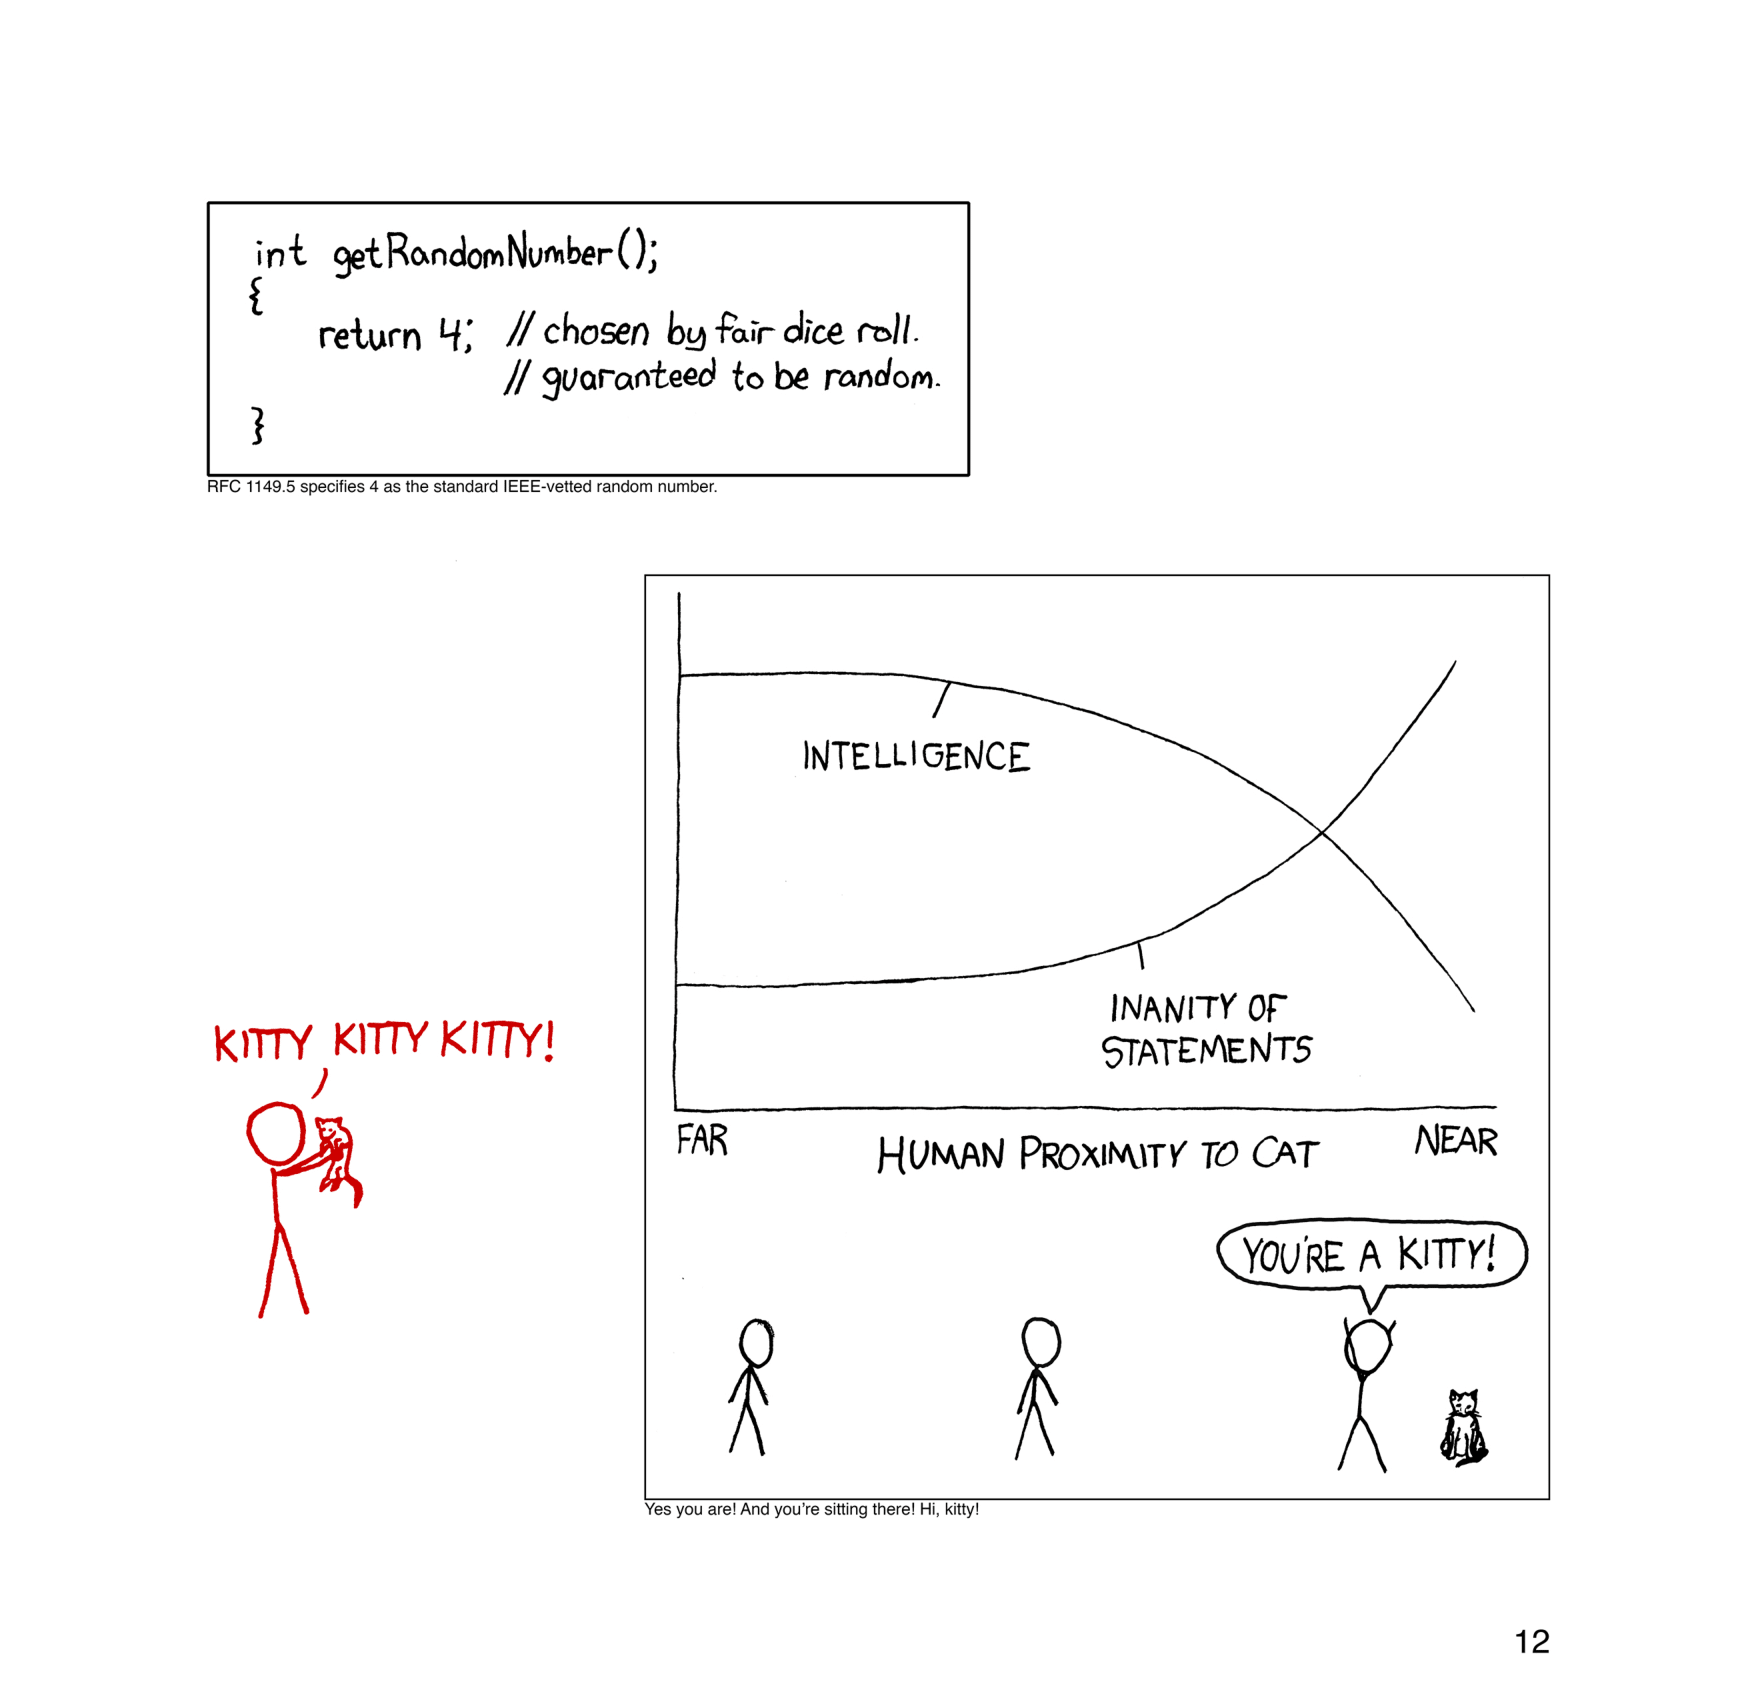 int getRandomNumber();
{
return 4; // chosen by fair dice roll.
// guaranteed to be random.
}
RFC 1149.5 specifies 4 as the standard IEEE-vetted random number.
INTELLIGENCE
INANITY OF
STATEMENTS
FAR
HUMAN PROXIMITY TO CAT
NEAR
YOU'RE A KITTY!
Yes you are! And you’re sitting there! Hi, kitty!
KITTY KITTY KITTY!
12